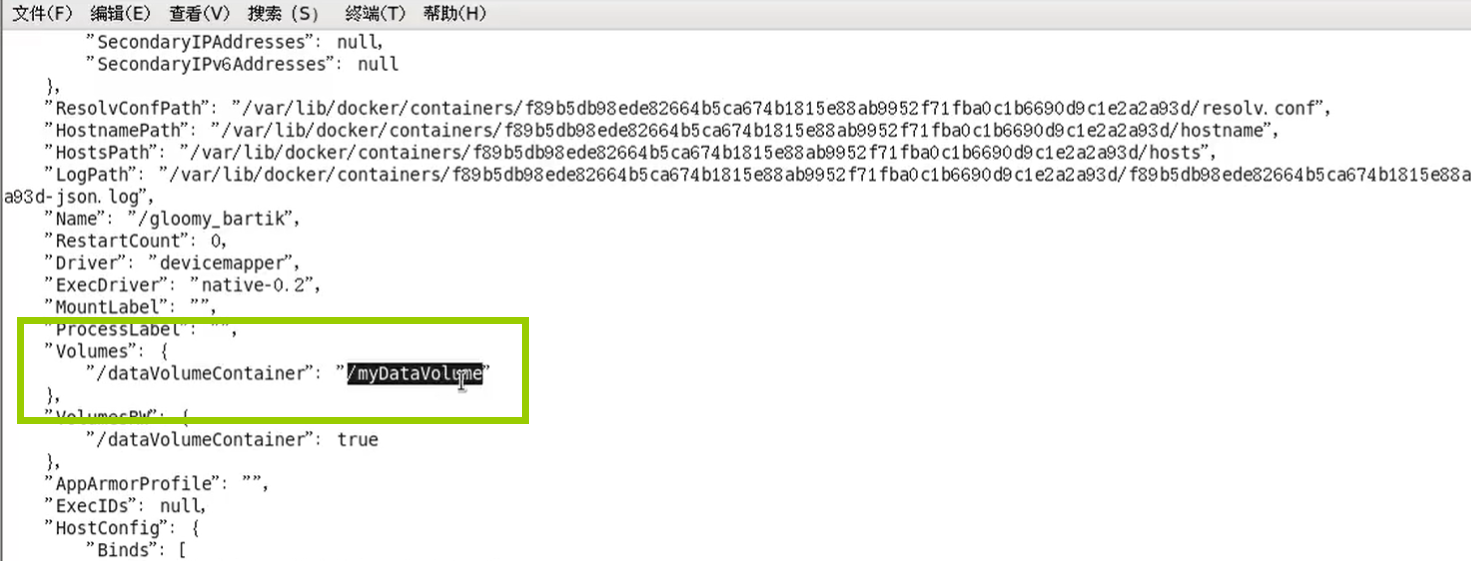 文件(F) 编辑(E) 查看(V) 搜索 (S) 终端(T) 帮助(H)
"SecondaryIPAddresses": null,
"SecondaryIPv6Addresses": null
},
"ResolvConfPath": "/var/lib/docker/containers/f89b5db98ede82664b5ca674b1815e88ab9952f71fba0c1b6690d9c1e2a2a93d/resolv.conf",
"HostnamePath": "/var/lib/docker/containers/f89b5db98ede82664b5ca674b1815e88ab9952f71fba0c1b6690d9c1e2a2a93d/hostname",
"HostsPath": "/var/lib/docker/containers/f89b5db98ede82664b5ca674b1815e88ab9952f71fba0c1b6690d9c1e2a2a93d/hosts",
"LogPath": "/var/lib/docker/containers/f89b5db98ede82664b5ca674b1815e88ab9952f71fba0c1b6690d9c1e2a2a93d/f89b5db98ede82664b5ca674b1815e88a
a93d-json.log",
"Name": "/gloomy_bartik",
"RestartCount": 0,
"Driver": "devicemapper",
"ExecDriver": "native-0.2",
"MountLabel": "",
"ProcessLabel": "",
"Volumes": {
"/dataVolumeContainer": "/myDataVolume"
},
"VolumesRW": {
"/dataVolumeContainer": true
},
"AppArmorProfile": "",
"ExecIDs": null,
"HostConfig": {
"Binds": [